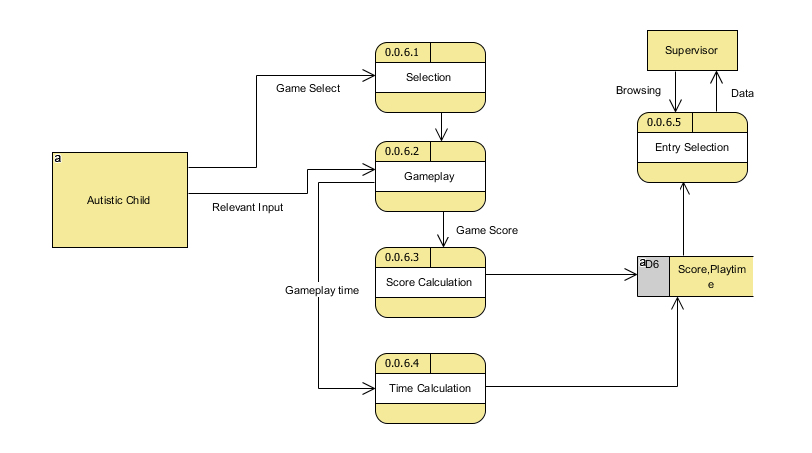 0.0.6.1
Selection
Supervisor
Game Select
Browsing
Data
0.0.6.5
Entry Selection
a
Autistic Child
0.0.6.2
Gameplay
Relevant Input
Game Score
0.0.6.3
Score Calculation
a
D6
Score,Playtim
e
Gameplay time
0.0.6.4
Time Calculation